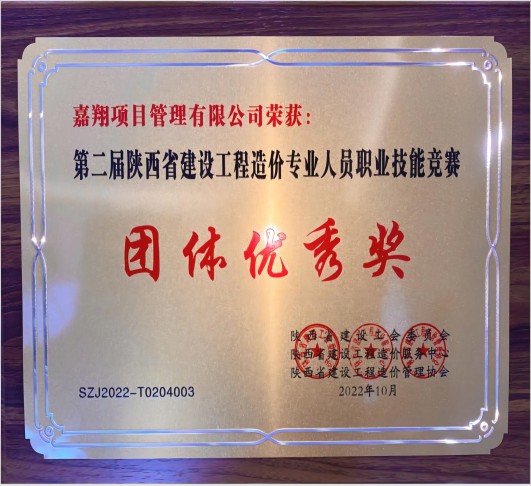 嘉翔项目管理有限公司荣获：
第二届陕西省建设工程造价专业人员职业技能竞赛
团体优秀奖
陕西省建设工会委员会
陕西省建设工程造价服务中心
SZJ2022-T0204003
陕西省建设工程造价管理协会
2022年10月